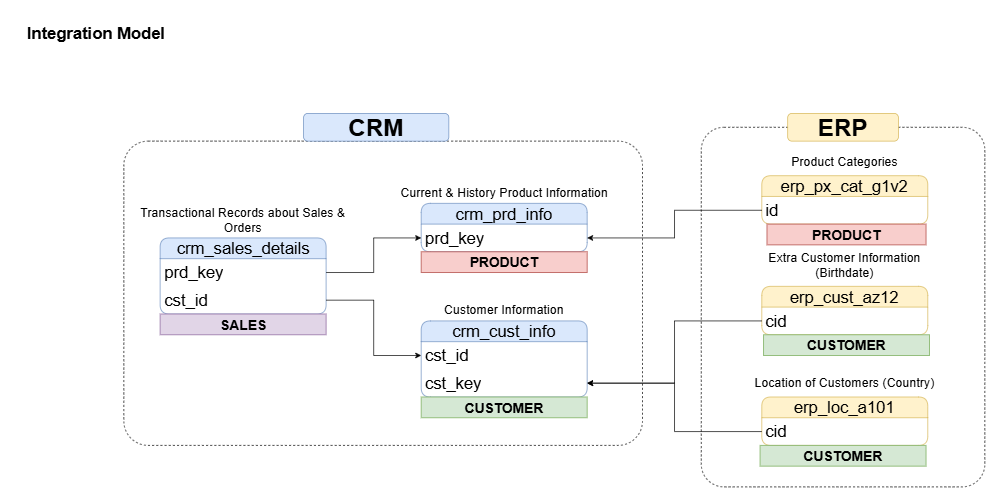 Integration Model
CRM
Transactional Records about Sales &
Orders
crm_sales_details
prd_key
cst_id
SALES
Current & History Product Information
crm_prd_info
prd_key
PRODUCT
Customer Information
crm_cust_info
cst_id
cst_key
CUSTOMER
ERP
Product Categories
erp_px_cat_g1v2
id
PRODUCT
Extra Customer Information
(Birthdate)
erp_cust_az12
cid
CUSTOMER
Location of Customers (Country)
erp_loc_a101
cid
CUSTOMER